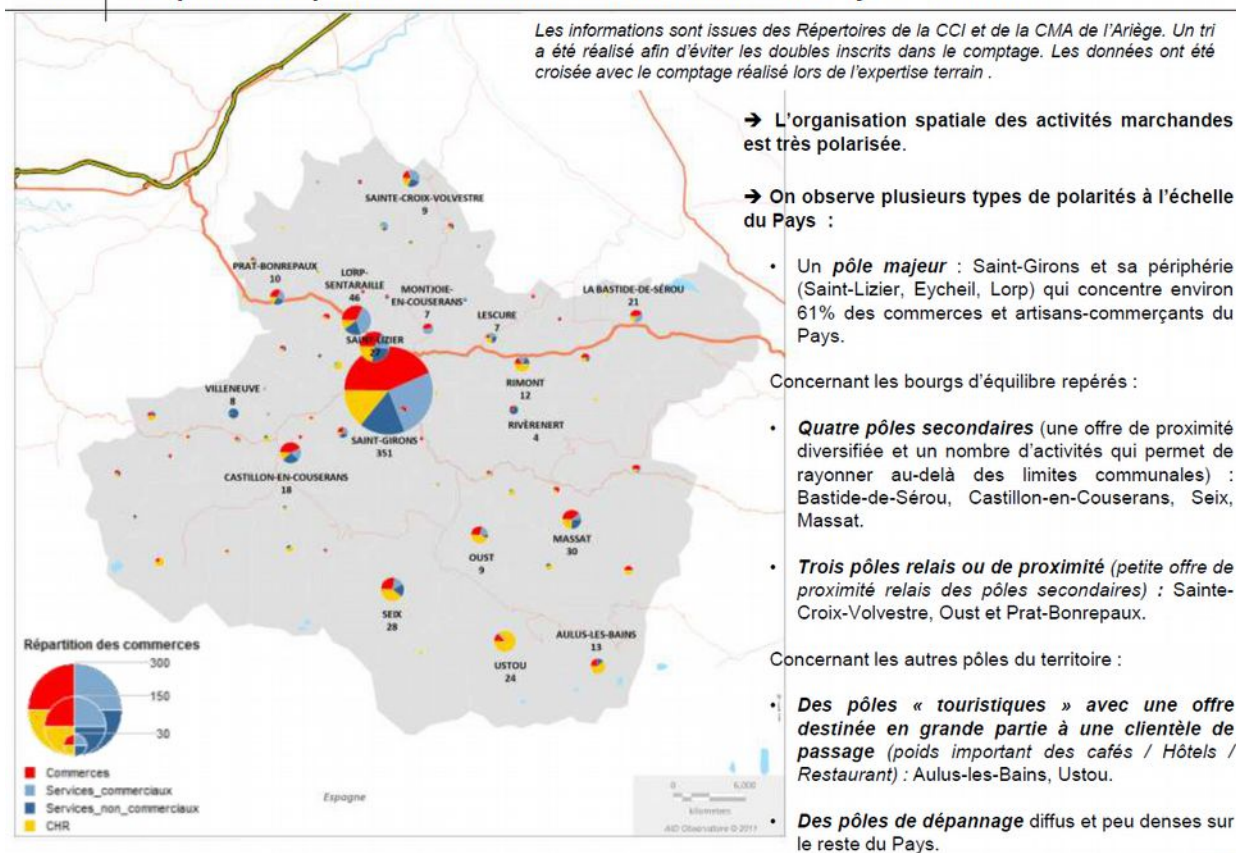 Les informations sont issues des Répertoires de la CCI et de la CMA de l'Ariège. Un tri
a été réalisé afin d'éviter les doubles inscrits dans le comptage. Les données ont été
croisée avec le comptage réalisé lors de l'expertise terrain .
➔ L'organisation spatiale des activités marchandes
est très polarisée.
➔ On observe plusieurs types de polarités à l'échelle
du Pays :
• Un pôle majeur : Saint-Girons et sa périphérie
(Saint-Lizier, Eycheil, Lorp) qui concentre environ
61% des commerces et artisans-commerçants du
Pays.
Concernant les bourgs d'équilibre repérés :
• Quatre pôles secondaires (une offre de proximité
diversifiée et un nombre d'activités qui permet de
rayonner au-delà des limites communales) :
Bastide-de-Sérou, Castillon-en-Couserans, Seix,
Massat.
• Trois pôles relais ou de proximité (petite offre de
proximité relais des pôles secondaires) : Sainte-
Croix-Volvestre, Oust et Prat-Bonrepaux.
Concernant les autres pôles du territoire :
• Des pôles « touristiques » avec une offre
destinée en grande partie à une clientèle de
passage (poids important des cafés / Hôtels /
Restaurant) : Aulus-les-Bains, Ustou.
• Des pôles de dépannage diffus et peu denses sur
le reste du Pays.
SAINTE-CROIX-VOLVESTRE
9
PRAT-BONREPAUX
10
LORP-
SENTARAILLE
46
MONTJOIE-
EN-COUSERANS
7
LESCURE
7
LA BASTIDE-DE-SÉROU
21
SAINT-LIZIER
27
RIMONT
12
VILLENEUVE
8
RIVÈRENERT
4
SAINT-GIRONS
351
CASTILLON-EN-COUSERANS
18
MASSAT
30
OUST
9
SEIX
28
USTOU
24
AULUS-LES-BAINS
13
Répartition des commerces
300
150
30
Commerces
Services_commerciaux
Services_non_commerciaux
CHR
Espagne
0 6,000
kilomètres
AID Observatoire © 2011